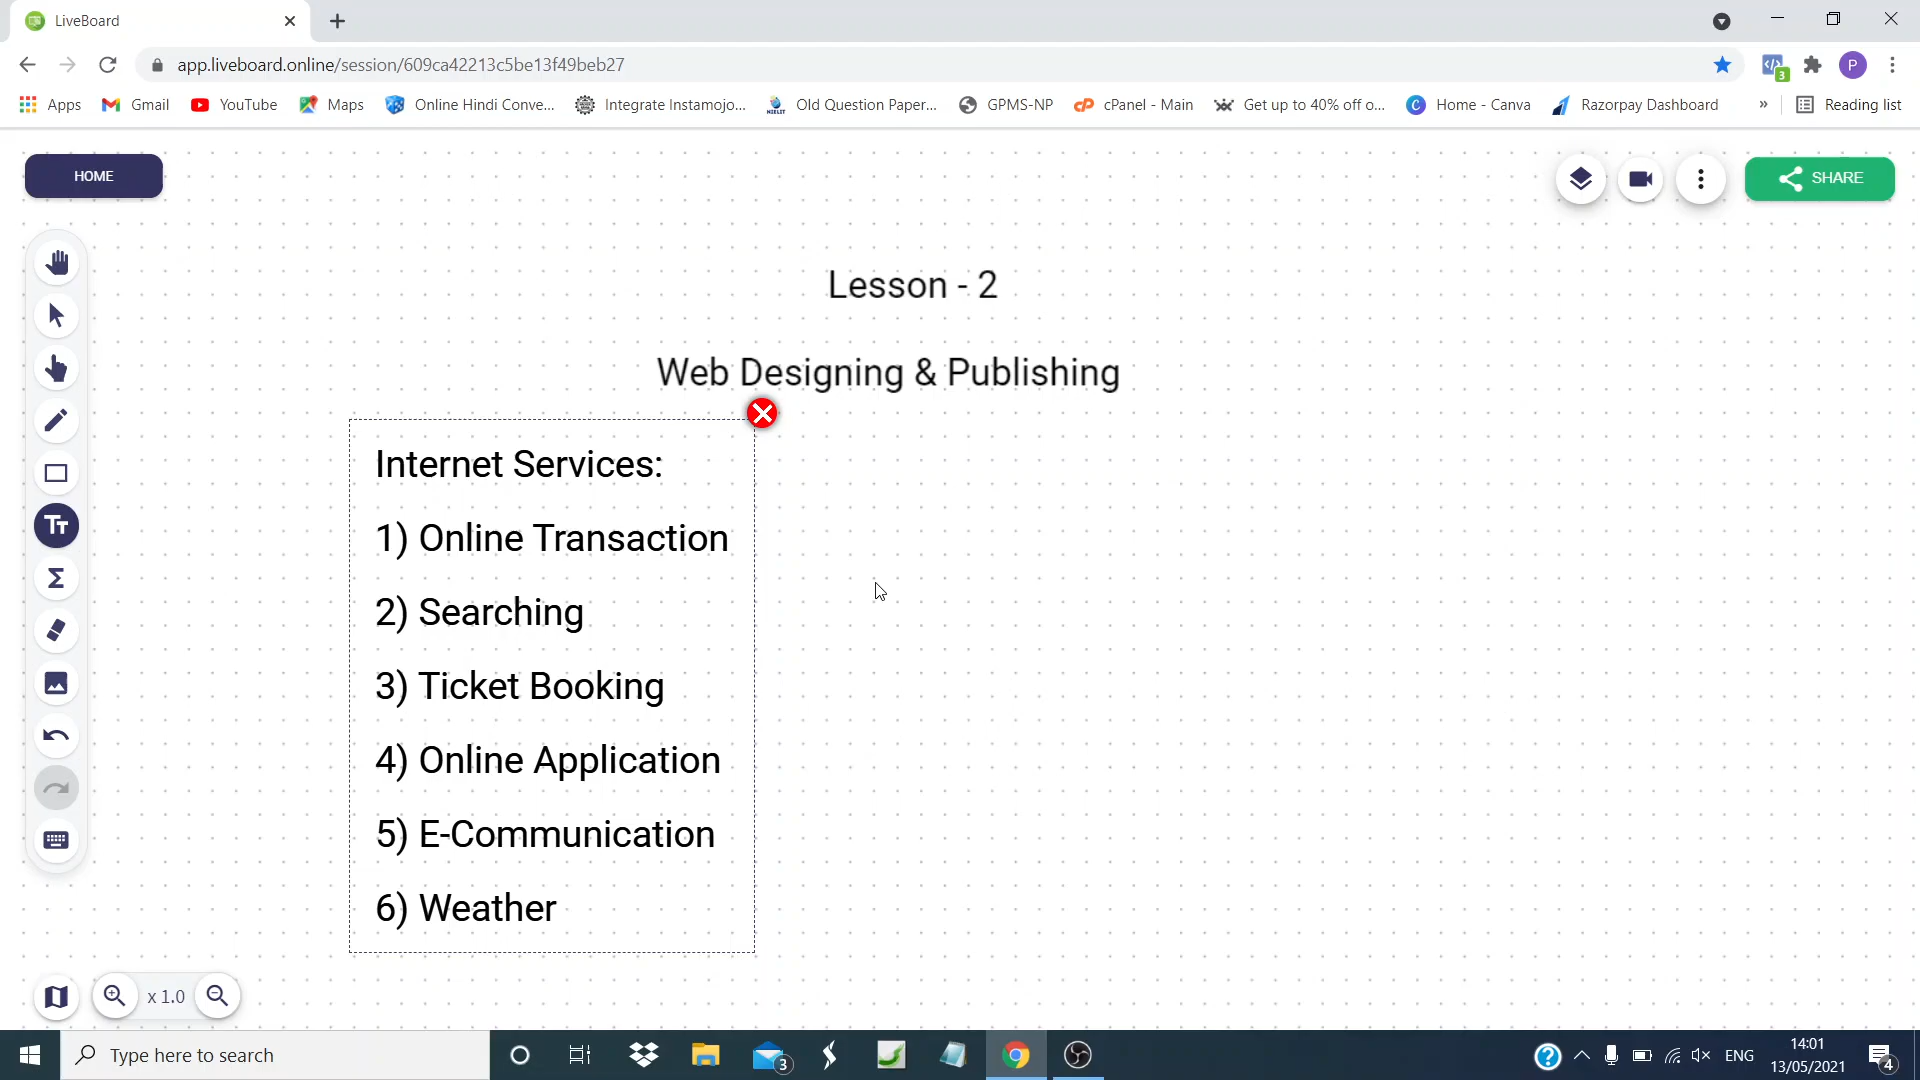 LiveBoard
app.liveboard.online/session/609ca42213c5be13f49beb27
3
P
Apps
Gmail
YouTube
Maps
Online Hindi Conve...
Integrate Instamojo...
Old Question Paper...
GPMS-NP
cPanel - Main
Get up to 40% off o...
Home - Canva
Razorpay Dashboard
»
Reading list
HOME
SHARE
Lesson - 2
Web Designing & Publishing
Internet Services:
1) Online Transaction
2) Searching
3) Ticket Booking
4) Online Application
5) E-Communication
6) Weather
x 1.0
Type here to search
3
ENG
14:01
13/05/2021
4